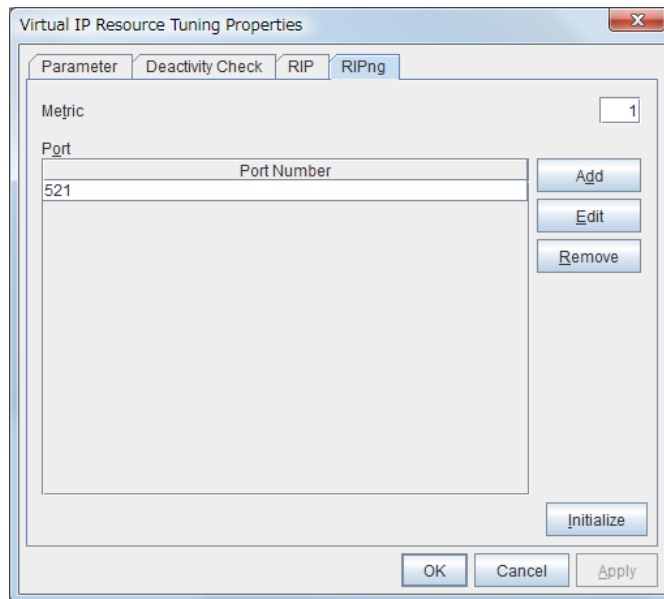 Virtual IP Resource Tuning Properties
Parameter Deactivity Check RIP RIPng
Metric 1
Port
Port Number
521
Add
Edit
Remove
Initialize
OK Cancel Apply